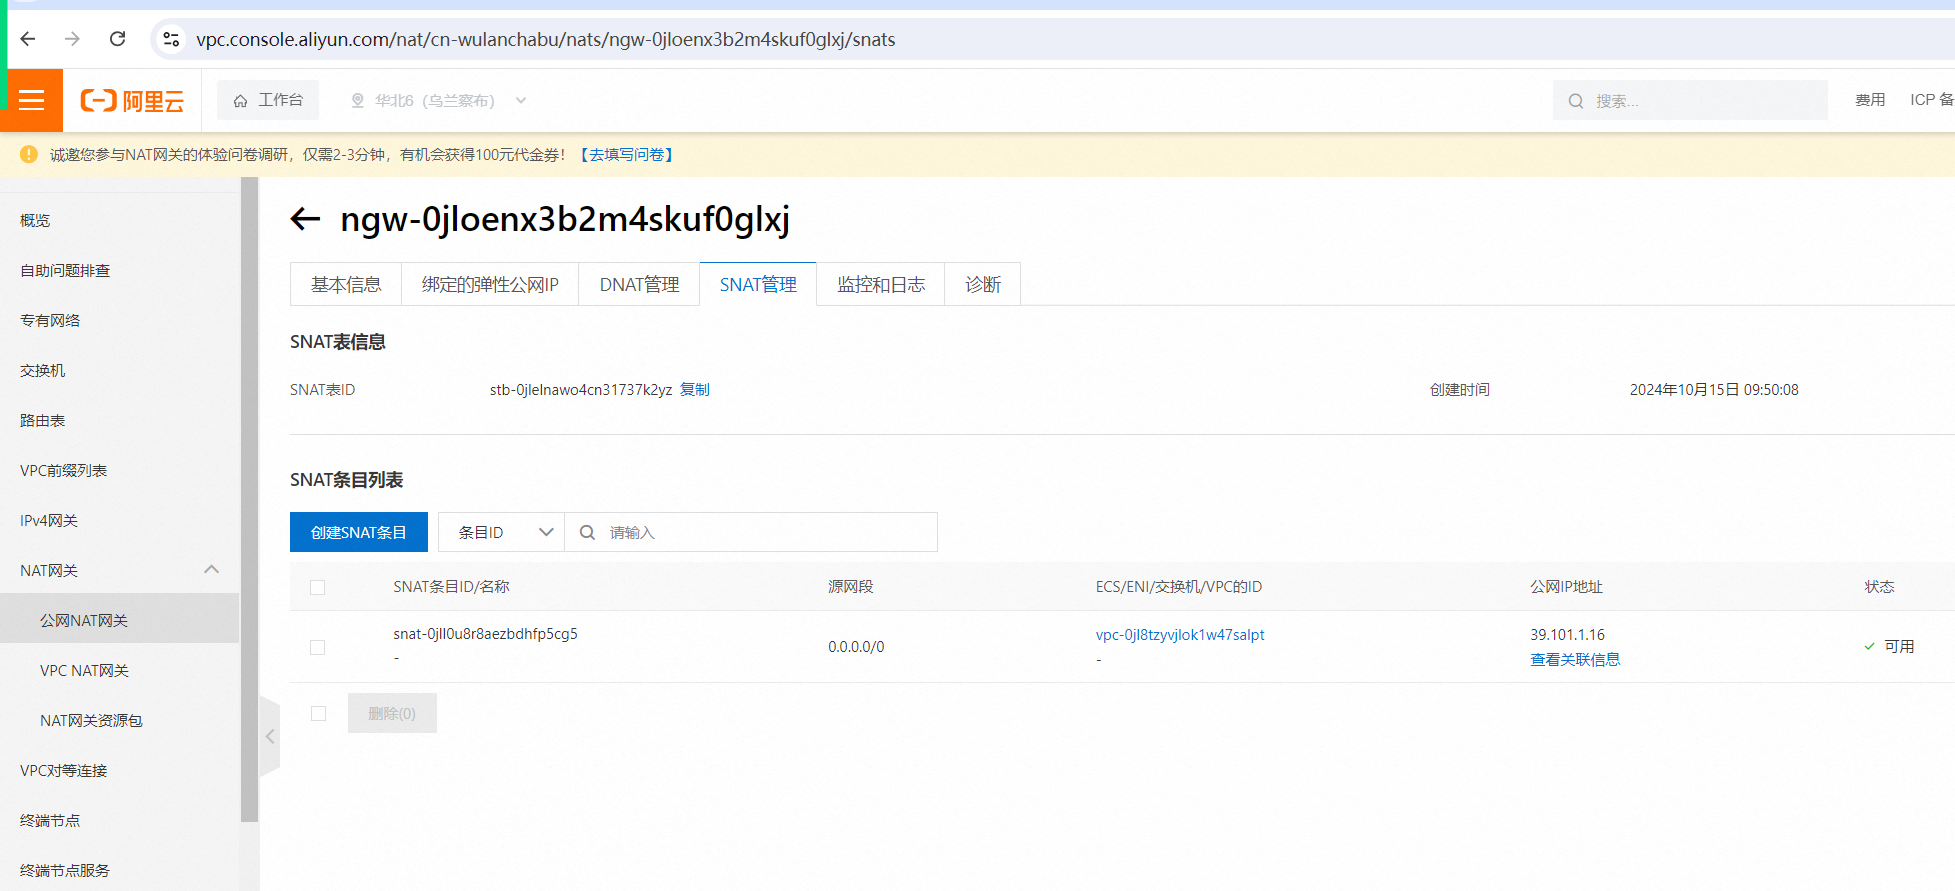 vpc.console.aliyun.com/nat/cn-wulanchabu/nats/ngw-0jloenx3b2m4skuf0glxj/snats
阿里云
工作台
华北6（乌兰察布）
搜索...
费用
ICP 备
诚邀您参与NAT网关的体验问卷调研，仅需2-3分钟，有机会获得100元代金券！【去填写问卷】
概览
自助问题排查
专有网络
交换机
路由表
VPC前缀列表
IPv4网关
NAT网关
公网NAT网关
VPC NAT网关
NAT网关资源包
VPC对等连接
终端节点
终端节点服务
ngw-0jloenx3b2m4skuf0glxj
基本信息
绑定的弹性公网IP
DNAT管理
SNAT管理
监控和日志
诊断
SNAT表信息
SNAT表ID
stb-0jlelnawo4cn31737k2yz 复制
创建时间
2024年10月15日 09:50:08
SNAT条目列表
创建SNAT条目
条目ID
请输入
SNAT条目ID/名称
源网段
ECS/ENI/交换机/VPC的ID
公网IP地址
状态
snat-0jll0u8r8aezbdhfp5cg5
-
0.0.0.0/0
vpc-0jl8tzyvjlok1w47salpt
-
39.101.1.16
查看关联信息
可用
删除(0)